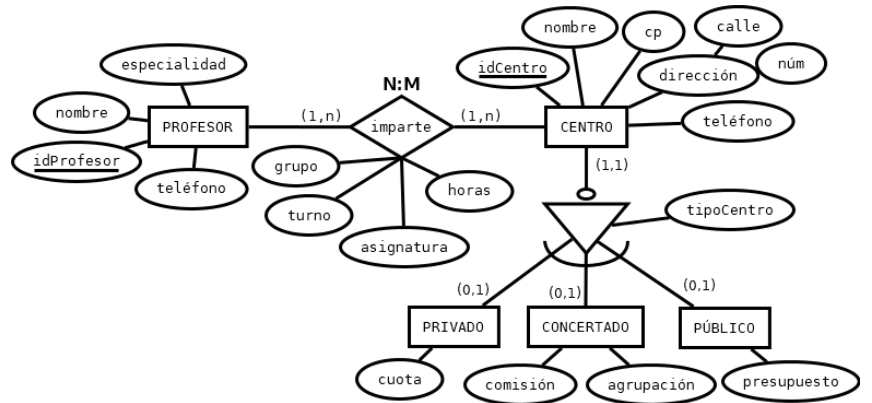 nombre
cp
calle
especialidad
idCentro
dirección
núm
N:M
nombre
PROFESOR
(1,n)
imparte
(1,n)
CENTRO
teléfono
idProfesor
grupo
(1,1)
teléfono
horas
turno
tipoCentro
asignatura
(0,1)
(0,1)
(0,1)
PRIVADO
CONCERTADO
PÚBLICO
cuota
comisión
agrupación
presupuesto